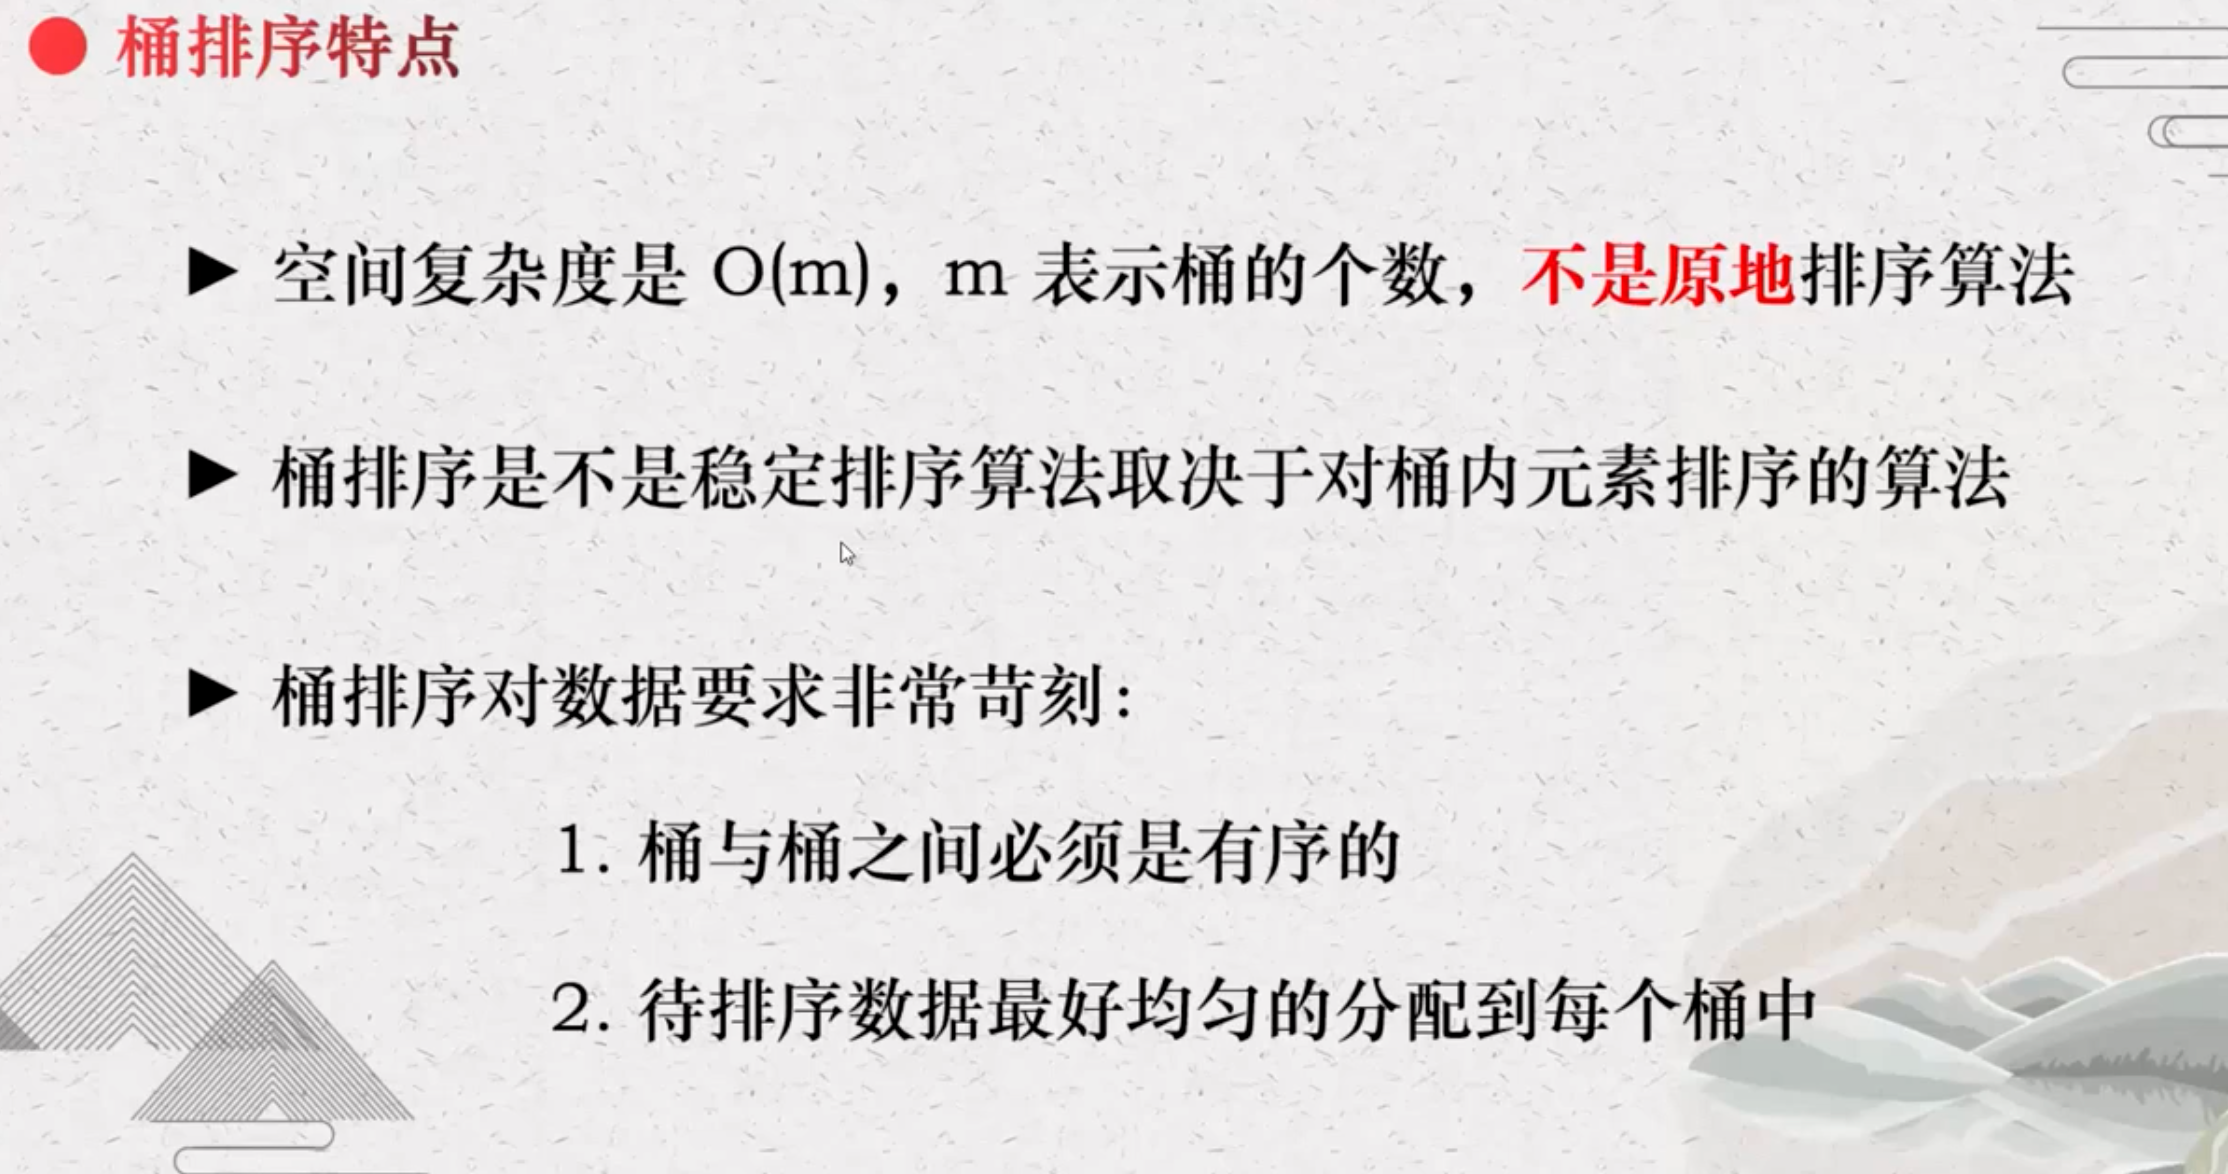 桶排序特点
空间复杂度是 O(m)，m 表示桶的个数，不是原地排序算法
桶排序是不是稳定排序算法取决于对桶内元素排序的算法
桶排序对数据要求非常苛刻：
1. 桶与桶之间必须是有序的
2. 待排序数据最好均匀的分配到每个桶中